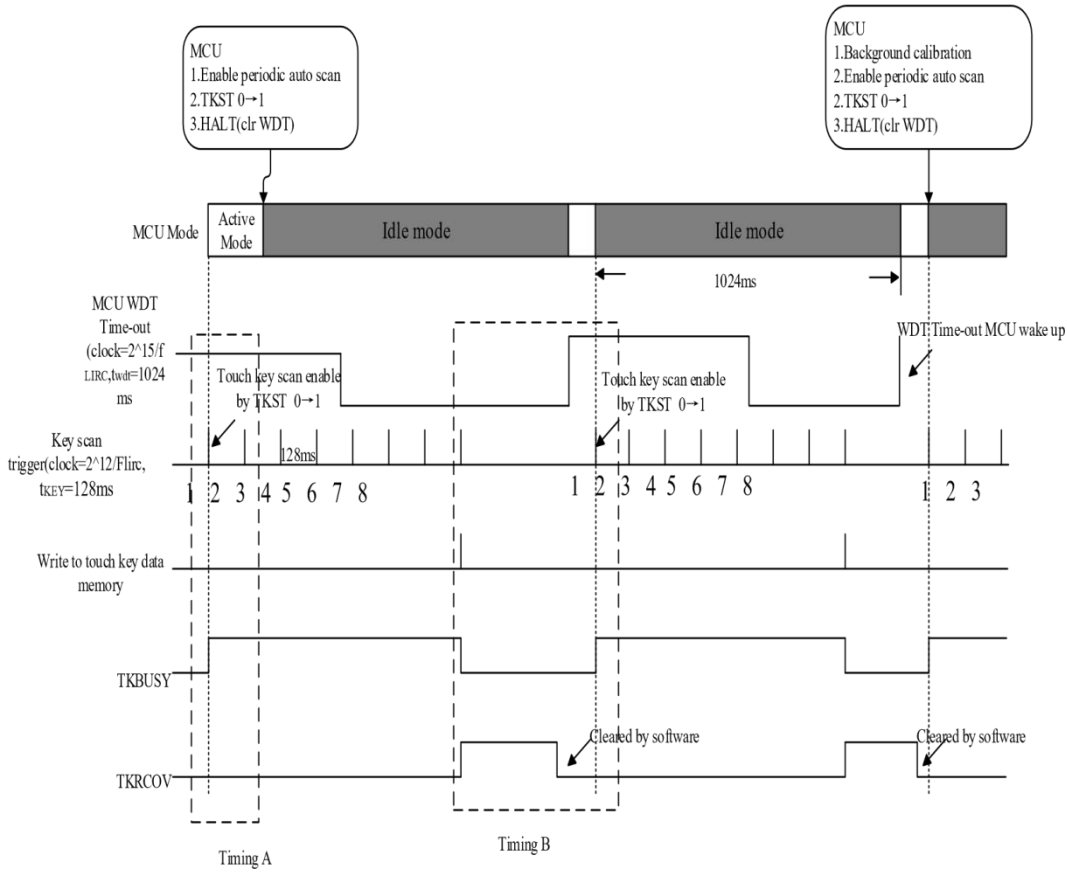 MCU
1.Enable periodic auto scan
2.TKST 0→1
3.HALT(clr WDT)
MCU
1.Background calibration
2.Enable periodic auto scan
2.TKST 0→1
3.HALT(clr WDT)
MCU Mode
Active
Mode
Idle mode
Idle mode
1024ms
MCU WDT
Time-out
(clock=2^15/f
LIRC,twdt=1024
ms
WDT Time-out MCU wake up
Touch key scan enable
by TKST 0→1
Touch key scan enable
by TKST 0→1
Key scan
trigger(clock=2^12/Flirc,
tKEY=128ms
128ms
1 2 3 4 5 6 7 8
1 2 3 4 5 6 7 8
1 2 3
Write to touch key data
memory
TKBUSY
Cleared by software
Cleared by software
TKRCOV
Timing A
Timing B